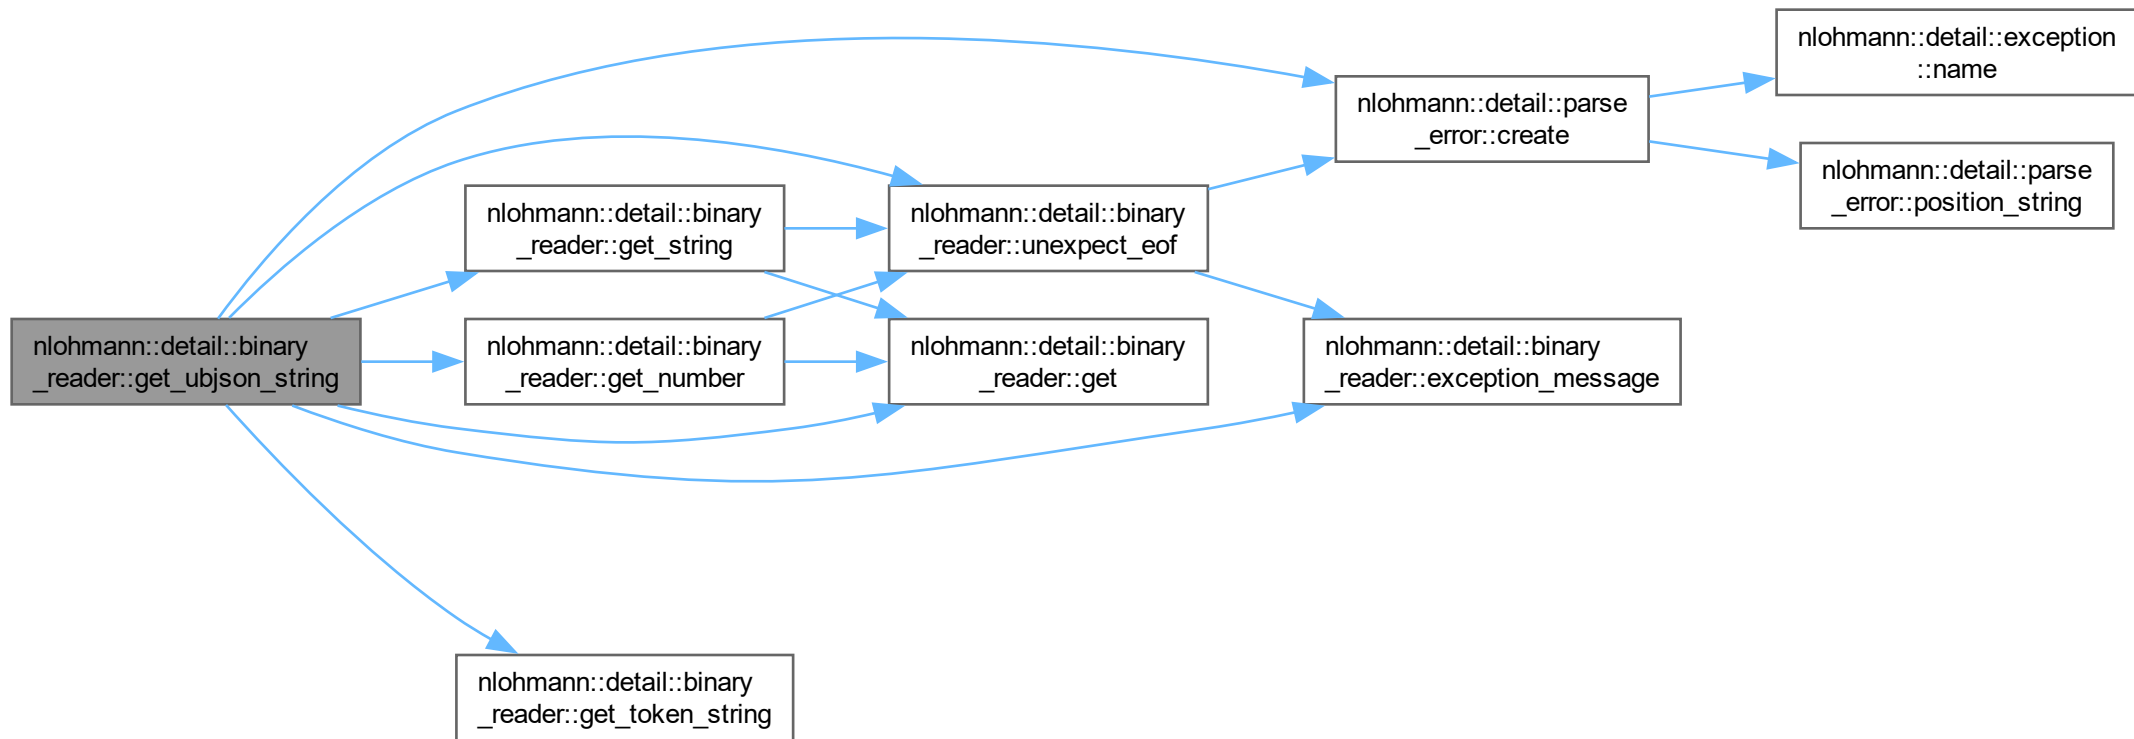 nlohmann::detail::exception
::name
nlohmann::detail::parse
_error::create
nlohmann::detail::parse
_error::position_string
nlohmann::detail::binary
_reader::get_string
nlohmann::detail::binary
_reader::unexpect_eof
nlohmann::detail::binary
_reader::get_ubjson_string
nlohmann::detail::binary
_reader::get_number
nlohmann::detail::binary
_reader::get
nlohmann::detail::binary
_reader::exception_message
nlohmann::detail::binary
_reader::get_token_string